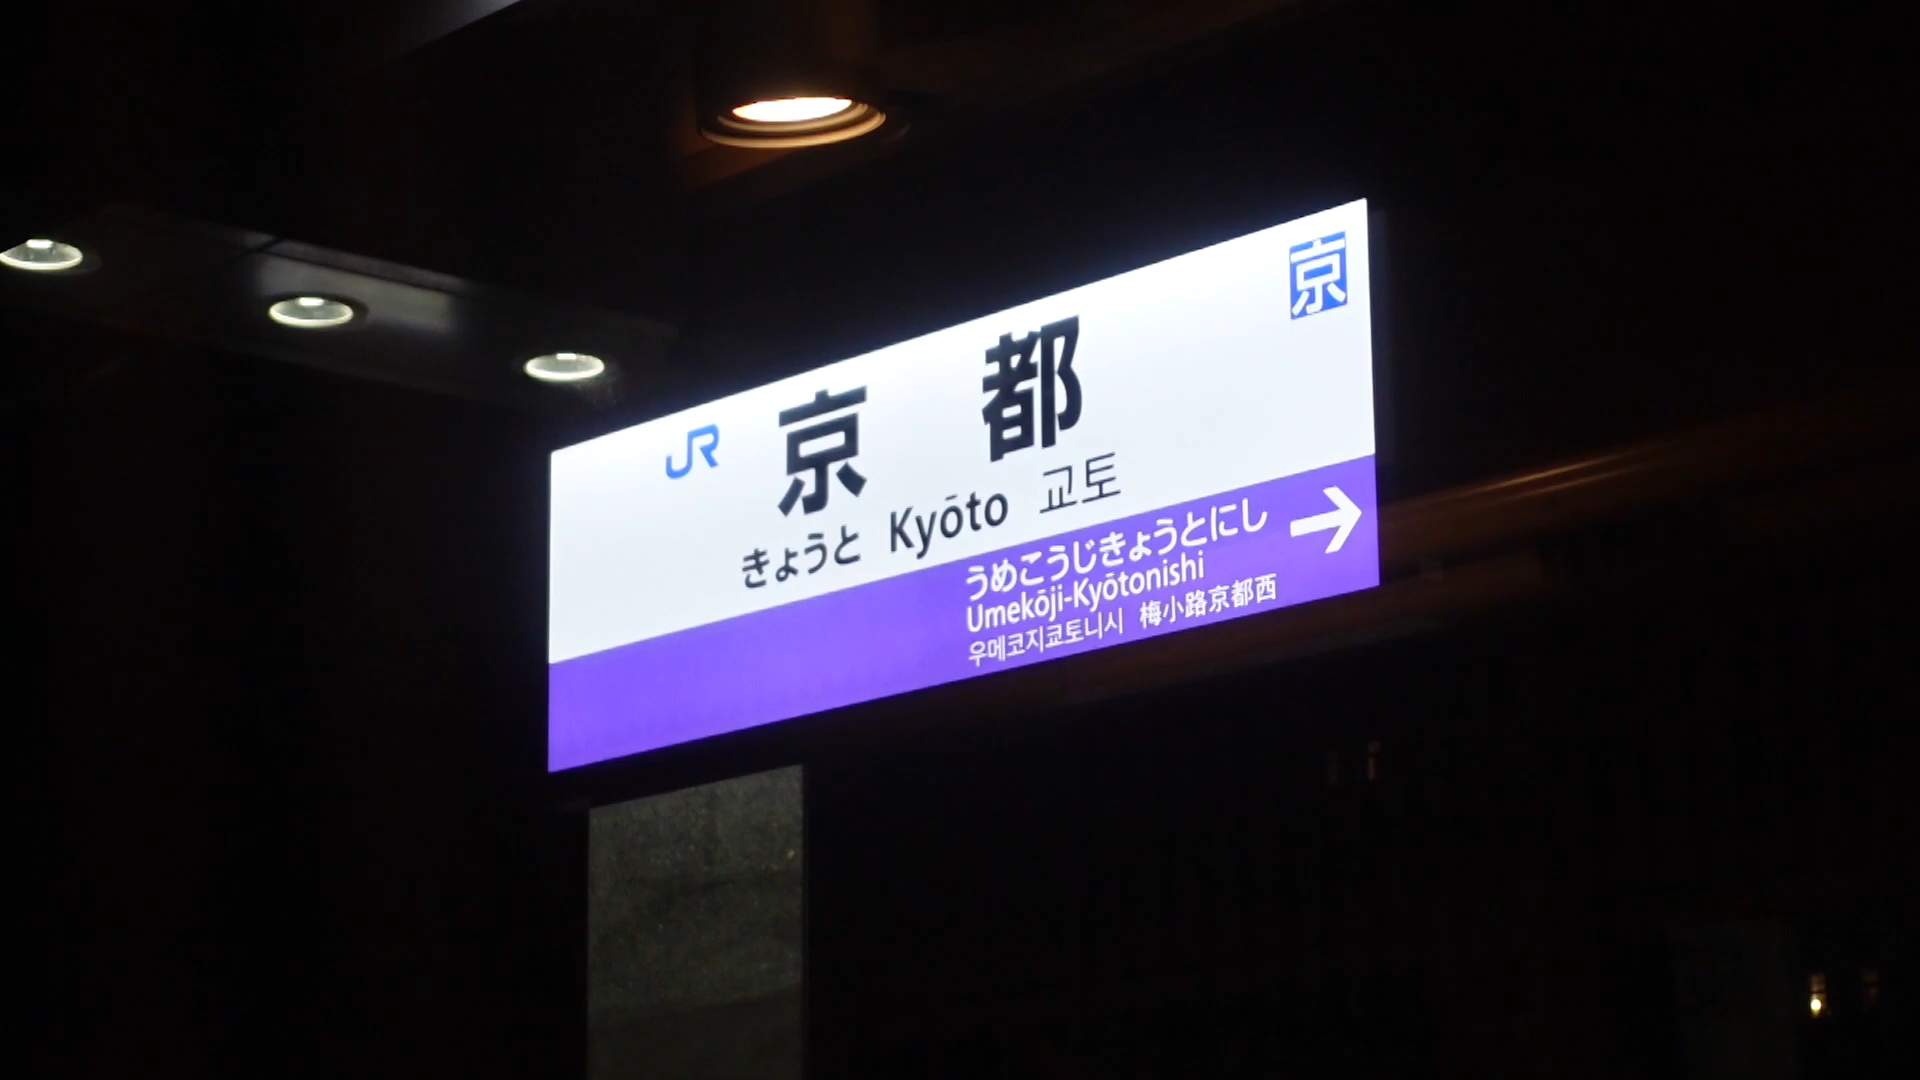 京
JR 京都
きょうと Kyōto 교토
うめこうじきょうとにし →
Umekōji-Kyōtonishi
우메코지쿄토니시 梅小路京都西